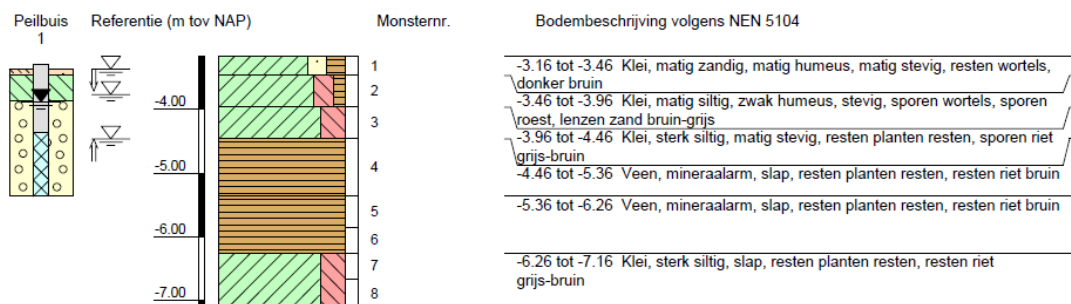 Peilbuis Referentie (m tov NAP) Monsternr. Bodembeschrijving volgens NEN 5104
1
1
-3.16 tot -3.46 Klei, matig zandig, matig humeus, matig stevig, resten wortels,
donker bruin
2
-3.46 tot -3.96 Klei, matig siltig, zwak humeus, stevig, sporen wortels, sporen
roest, lenzen zand bruin-grijs
-4.00
3
-3.96 tot -4.46 Klei, sterk siltig, matig stevig, resten planten resten, sporen riet
grijs-bruin
4
-4.46 tot -5.36 Veen, mineraalarm, slap, resten planten resten, resten riet bruin
-5.00
5
-5.36 tot -6.26 Veen, mineraalarm, slap, resten planten resten, resten riet bruin
-6.00
6
7
-6.26 tot -7.16 Klei, sterk siltig, slap, resten planten resten, resten riet
grijs-bruin
-7.00
8